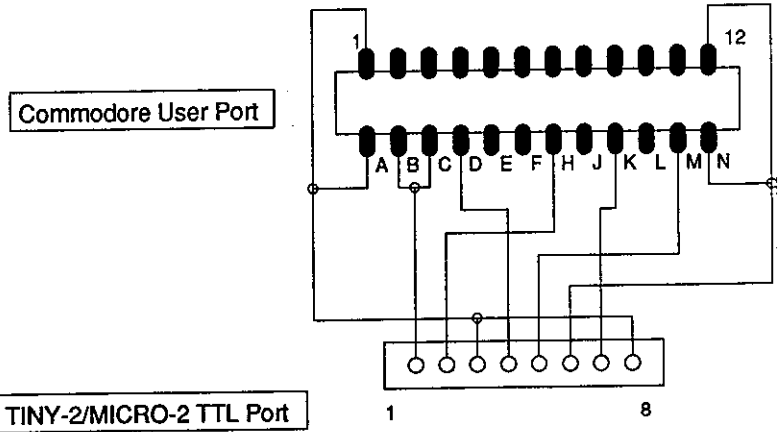 1 12
Commodore User Port
A B C D E F H J K L M N
TINY-2/MICRO-2 TTL Port
1 8